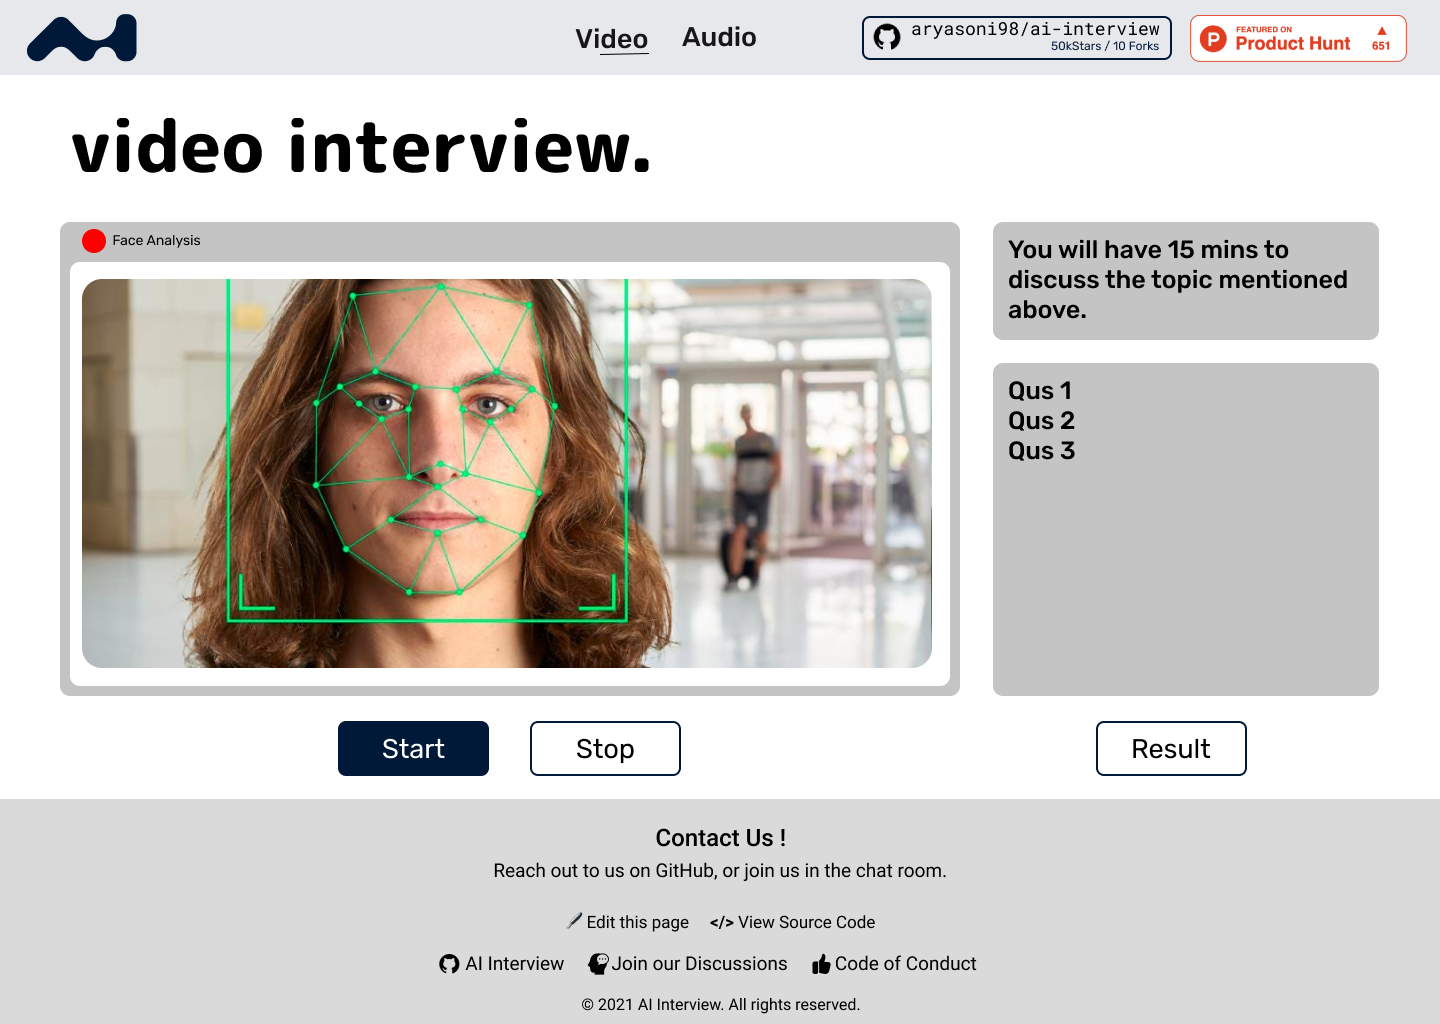 Video
Audio
aryasoni98/ai-interview
50kStars / 10 Forks
P
FEATURED ON
Product Hunt
651
video interview.
Face Analysis
You will have 15 mins to
discuss the topic mentioned
above.
Qus 1
Qus 2
Qus 3
Start
Stop
Result
Contact Us !
Reach out to us on GitHub, or join us in the chat room.
Edit this page
</> View Source Code
AI Interview
Join our Discussions
Code of Conduct
© 2021 AI Interview. All rights reserved.